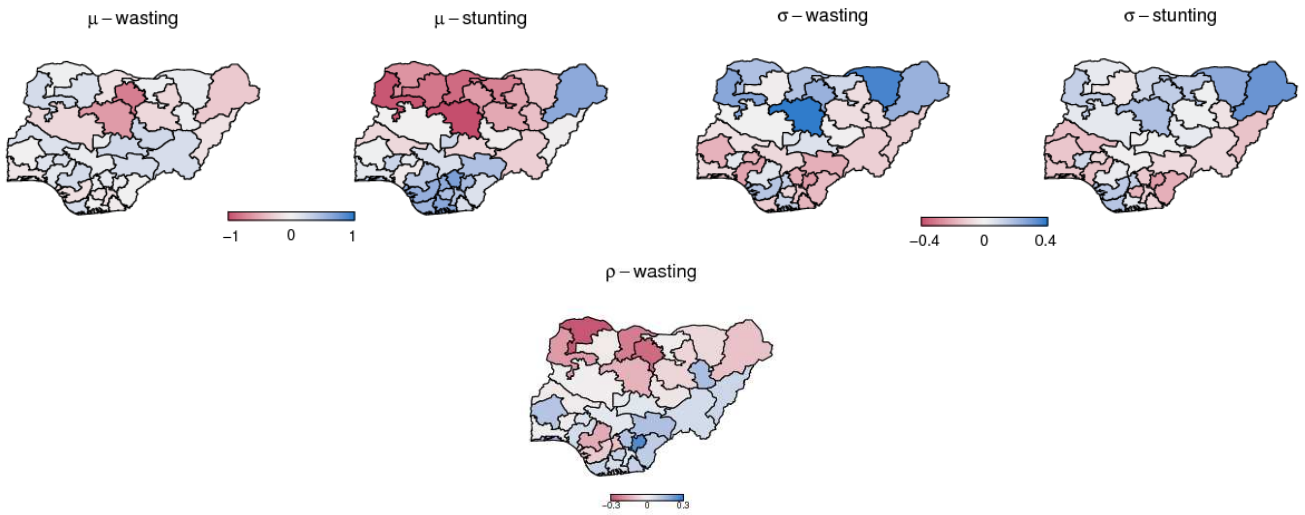 μ – wasting
μ – stunting
σ – wasting
σ – stunting
−1 0 1
−0.4 0 0.4
ρ – wasting
−0.3 0 0.3